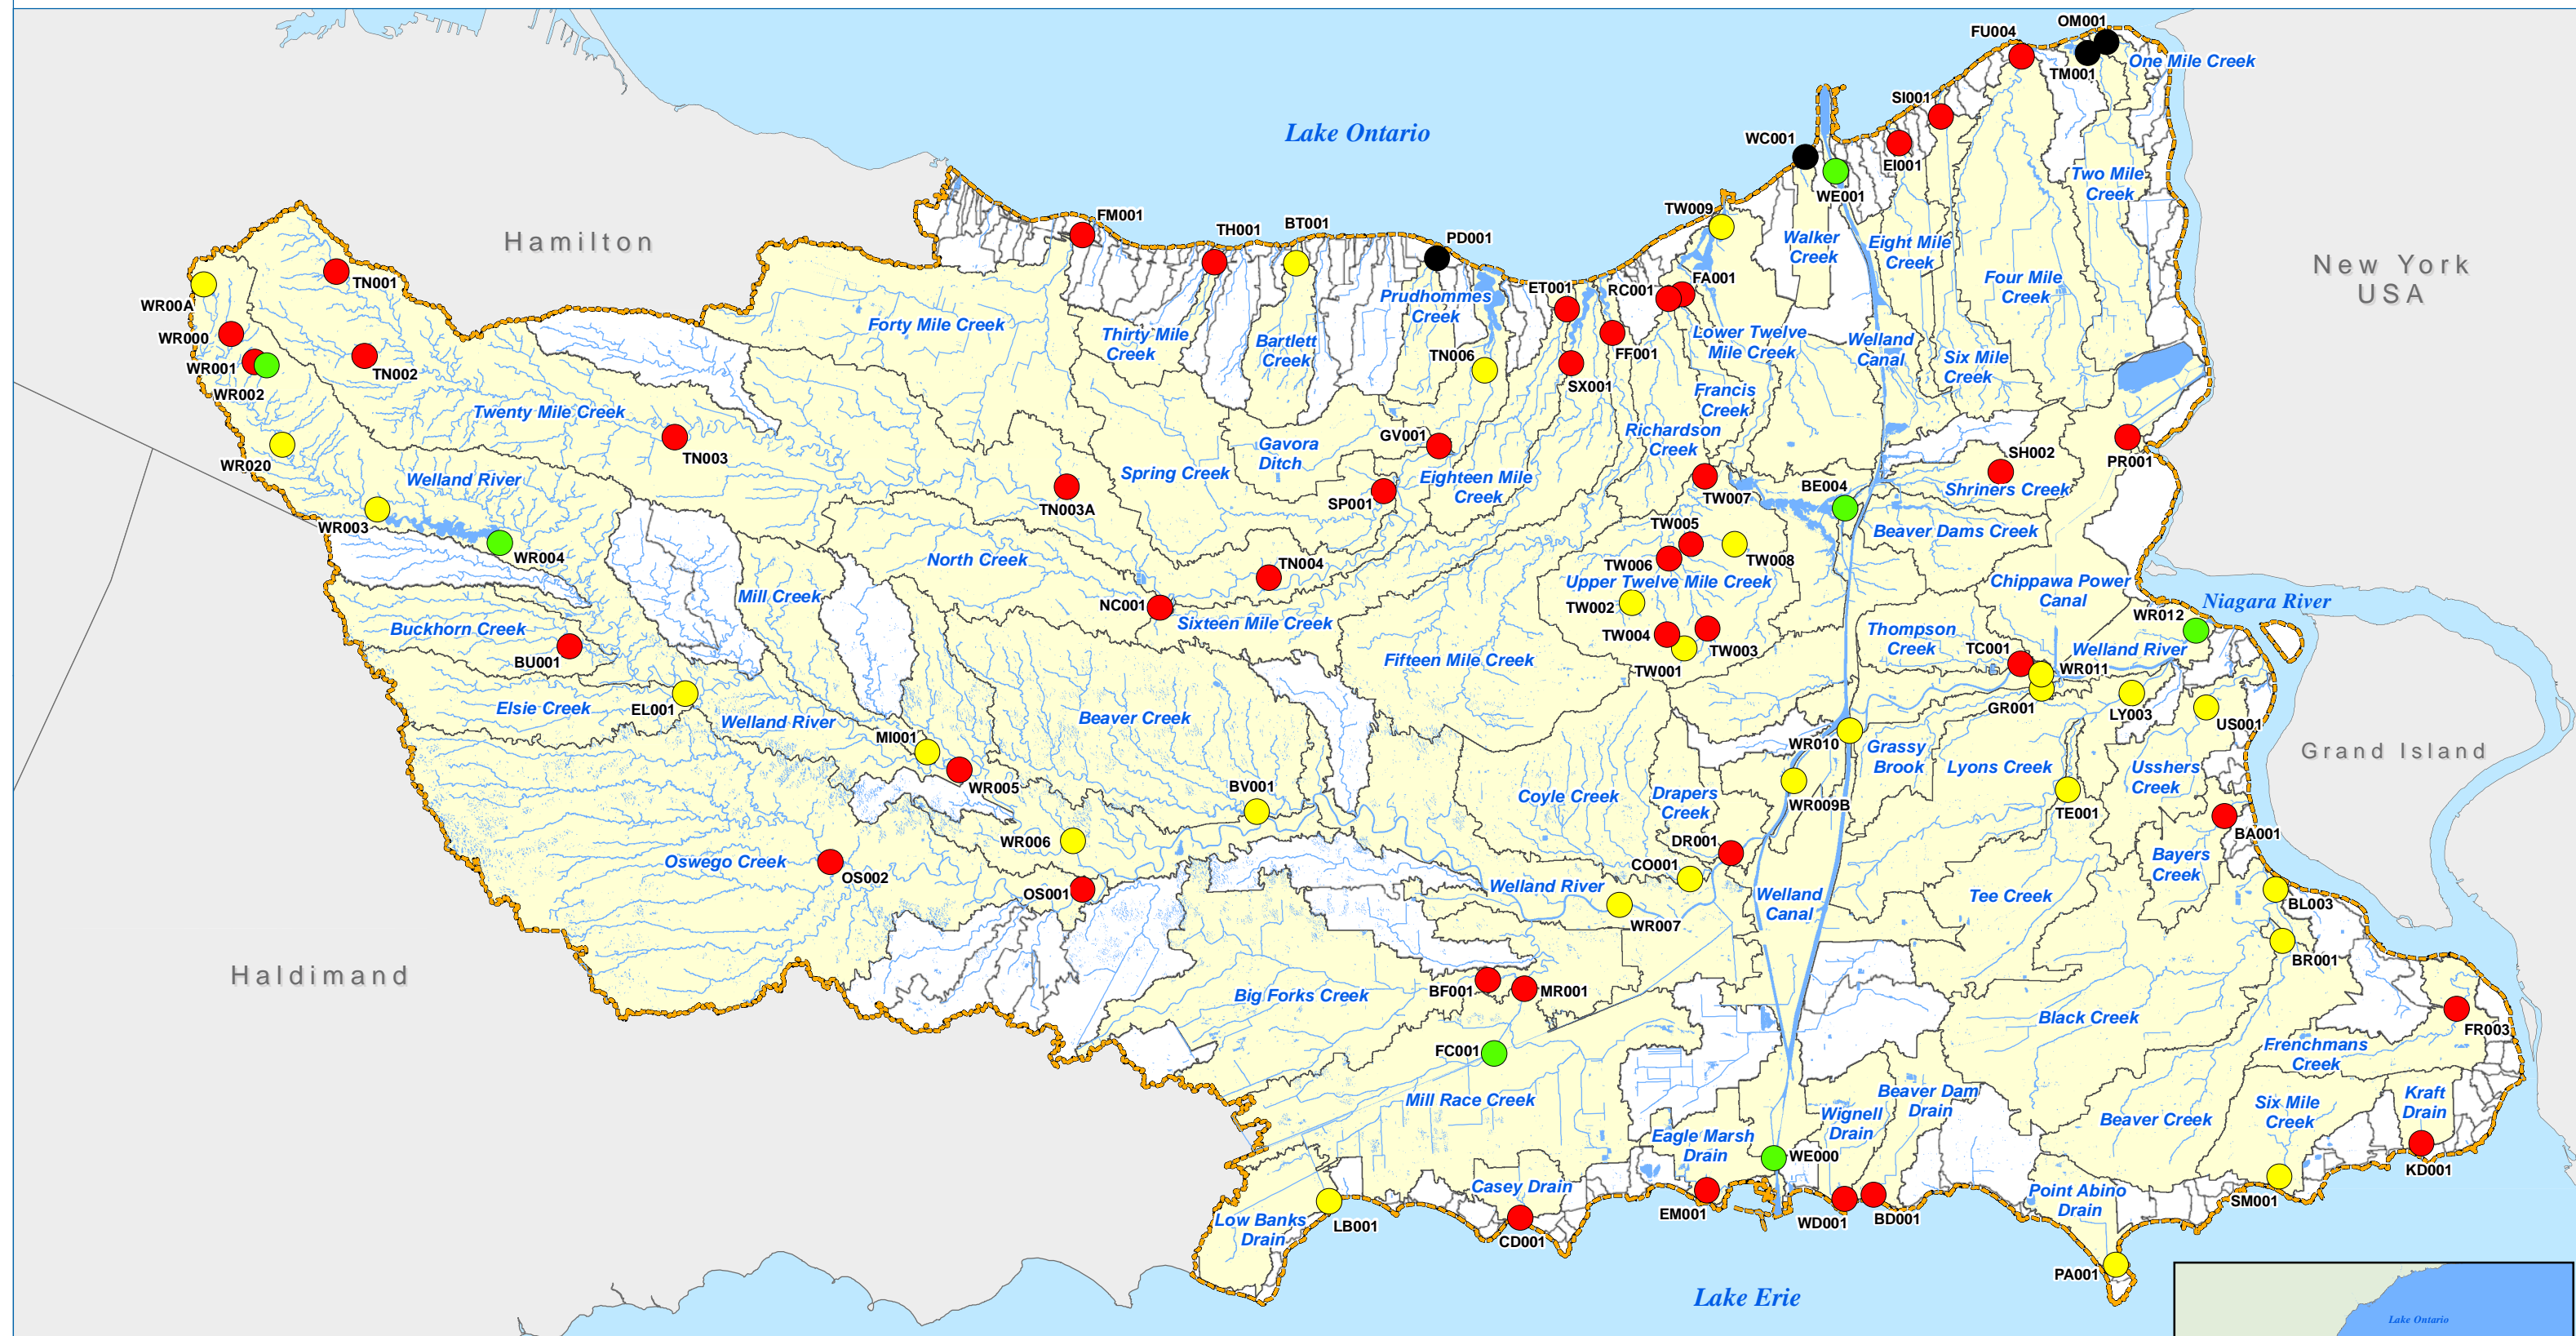 OM001
FU004
One Mile Creek
TM001
SI001
Lake Ontario
WC001
EI001
Two Mile
Creek
WE001
FM001
TW009
TH001
BT001
PD001
Hamilton
Walker
Creek
Eight Mile
Creek
New York
USA
TN001
Four Mile
Creek
WR00A
FA001
RC001
ET001
Prudhommes
Creek
Forty Mile Creek
Thirty Mile
Creek
Bartlett
Creek
Lower Twelve
Mile Creek
WR000
FF001
Welland
Canal
TN006
Six Mile
Creek
WR001
TN002
SX001
WR002
Francis
Creek
Twenty Mile Creek
Richardson
Creek
GV001
Gavora
Ditch
TN003
SH002
PR001
WR020
Spring Creek
Eighteen Mile
Creek
Welland River
Shriners Creek
BE004
TW007
SP001
TN003A
WR003
TW005
Beaver Dams Creek
WR004
North Creek
TN004
TW008
TW006
Upper Twelve Mile Creek
Chippawa Power
Canal
Mill Creek
NC001
TW002
Niagara River
WR012
Sixteen Mile Creek
Buckhorn Creek
TW004
Thompson
Creek
BU001
TW003
TC001
Welland River
Fifteen Mile Creek
TW001
WR011
Elsie Creek
EL001
GR001
LY003
Welland River
Beaver Creek
US001
MI001
WR010
Grassy
Brook
Grand Island
Lyons Creek
Usshers
Creek
WR005
BV001
Coyle Creek
Drapers
Creek
WR009B
TE001
BA001
WR006
DR001
Oswego Creek
OS002
CO001
Bayers
Creek
OS001
Welland River
Welland
Canal
Tee Creek
BL003
WR007
BR001
Haldimand
BF001
MR001
Big Forks Creek
Black Creek
FR003
FC001
Frenchmans
Creek
Mill Race Creek
Beaver Dam
Drain
Wignell
Drain
Kraft
Drain
Beaver Creek
Six Mile
Creek
Eagle Marsh
Drain
WE000
KD001
Casey Drain
Point Abino
Drain
SM001
EM001
WD001
BD001
LB001
Low Banks
Drain
CD001
PA001
Lake Erie
Lake Ontario